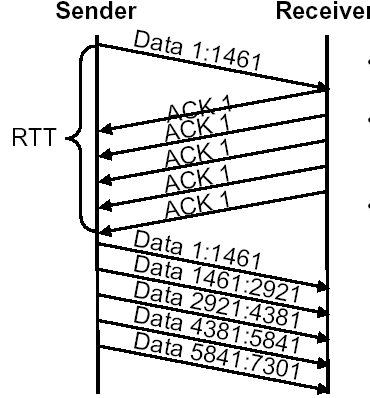 Sender Receiver
Data 1:1461
ACK 1
ACK 1
RTT
ACK 1
ACK 1
ACK 1
Data 1:1461
Data 1461:2921
Data 2921:4381
Data 4381:5841
Data 5841:7301